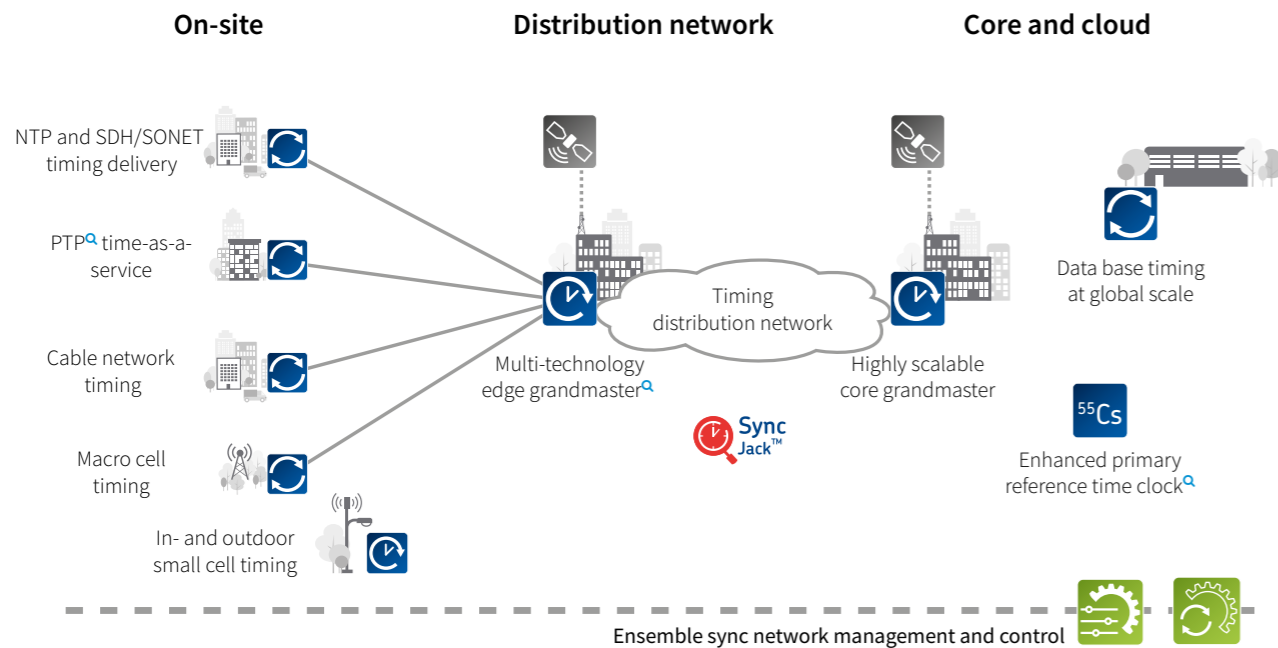 On-site
Distribution network
Core and cloud
NTP and SDH/SONET
timing delivery
PTP time-as-a-
service
Cable network
timing
Macro cell
timing
In- and outdoor
small cell timing
Multi-technology
edge grandmaster
Timing
distribution network
Sync
Jack™
Highly scalable
core grandmaster
Data base timing
at global scale
⁵⁵Cs
Enhanced primary
reference time clock
Ensemble sync network management and control